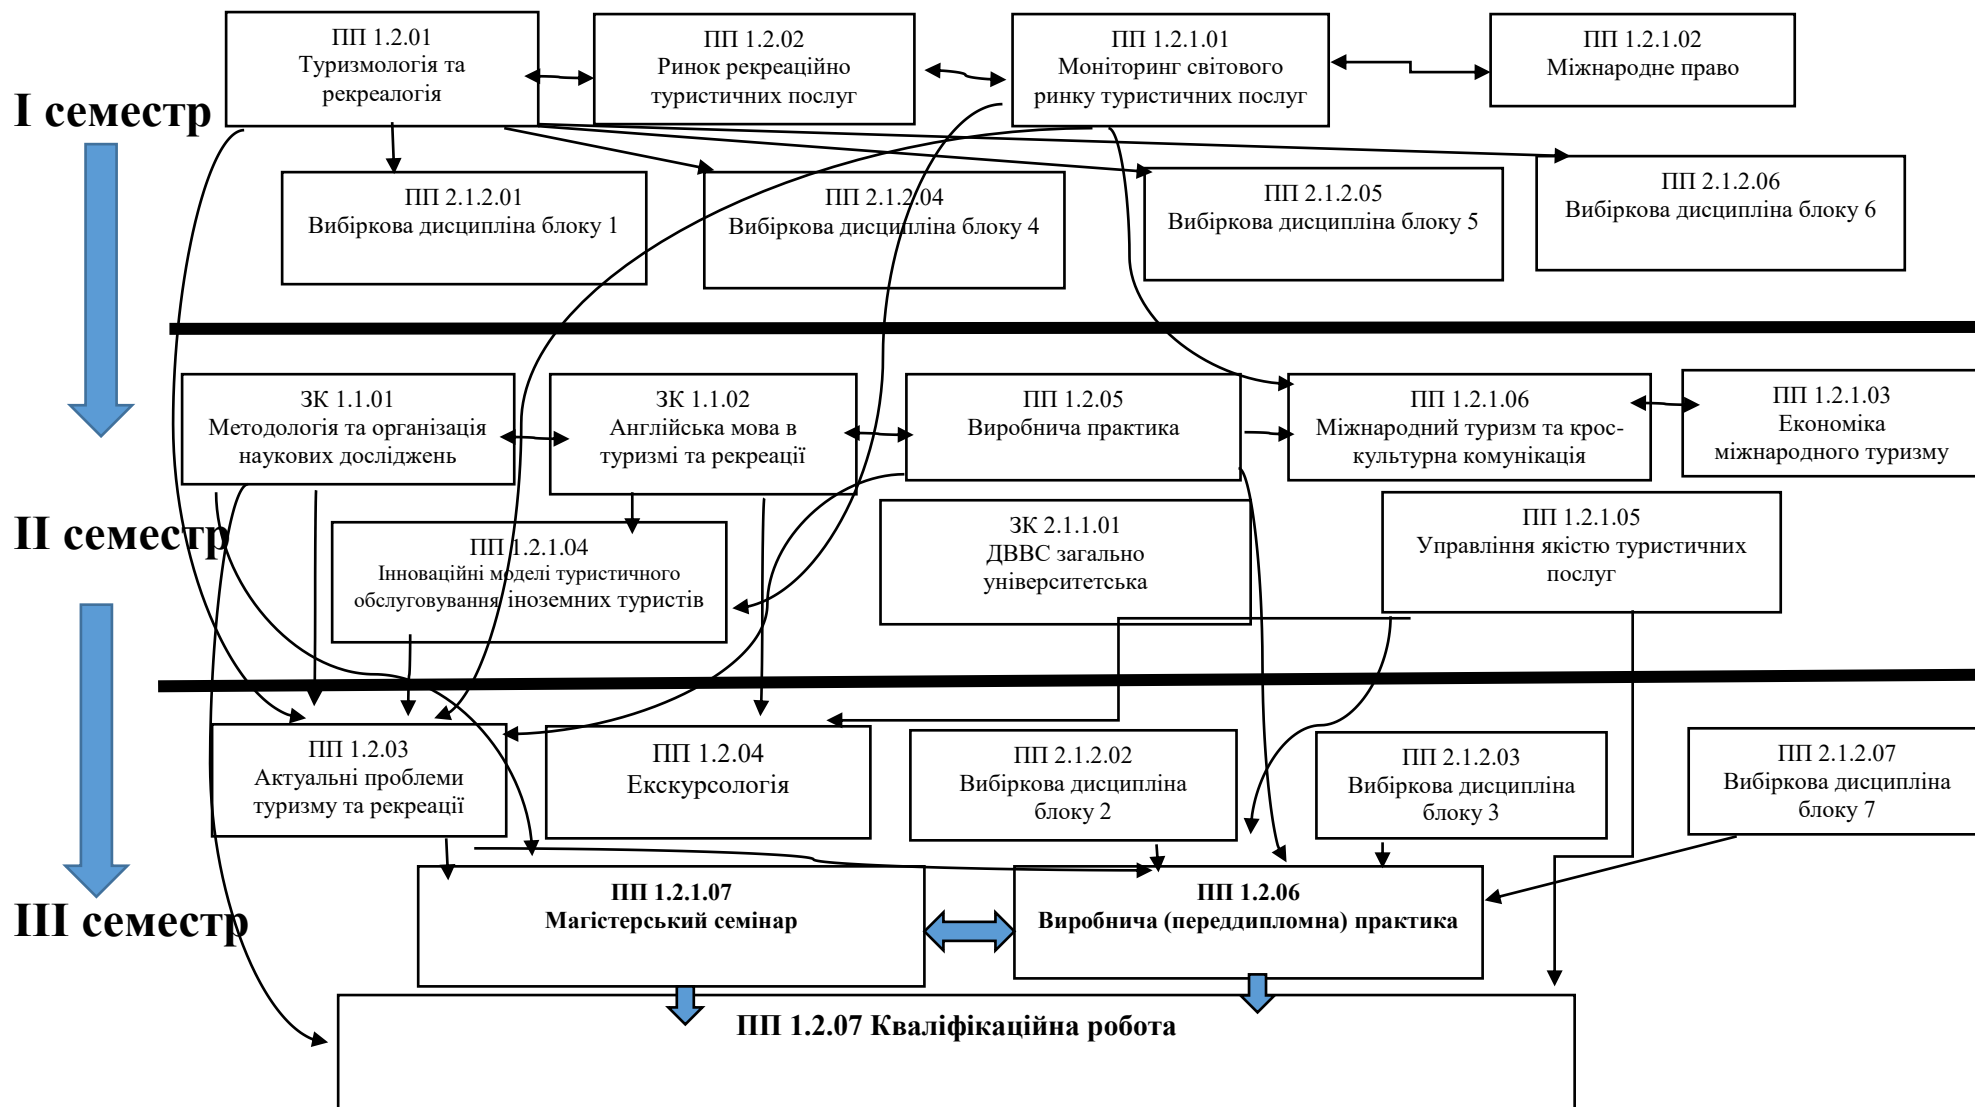 ПП 1.2.01
Туризмологія та
рекреалогія
ПП 1.2.02
Ринок рекреаційно
туристичних послуг
ПП 1.2.1.01
Моніторинг світового
ринку туристичних послуг
ПП 1.2.1.02
Міжнародне право
І семестр
ПП 2.1.2.01
Вибіркова дисципліна блоку 1
ПП 2.1.2.04
Вибіркова дисципліна блоку 4
ПП 2.1.2.05
Вибіркова дисципліна блоку 5
ПП 2.1.2.06
Вибіркова дисципліна блоку 6
ЗК 1.1.01
Методологія та організація
наукових досліджень
ЗК 1.1.02
Англійська мова в
туризмі та рекреації
ПП 1.2.05
Виробнича практика
ПП 1.2.1.06
Міжнародний туризм та крос-
культурна комунікація
ПП 1.2.1.03
Економіка
міжнародного туризму
ІІ семестр
ПП 1.2.1.04
Інноваційні моделі туристичного
обслуговування іноземних туристів
ЗК 2.1.1.01
ДВВС загально
університетська
ПП 1.2.1.05
Управління якістю туристичних
послуг
ПП 1.2.03
Актуальні проблеми
туризму та рекреації
ПП 1.2.04
Екскурсологія
ПП 2.1.2.02
Вибіркова дисципліна
блоку 2
ПП 2.1.2.03
Вибіркова дисципліна
блоку 3
ПП 2.1.2.07
Вибіркова дисципліна
блоку 7
ІІІ семестр
ПП 1.2.1.07
Магістерський семінар
ПП 1.2.06
Виробнича (переддипломна) практика
ПП 1.2.07 Кваліфікаційна робота